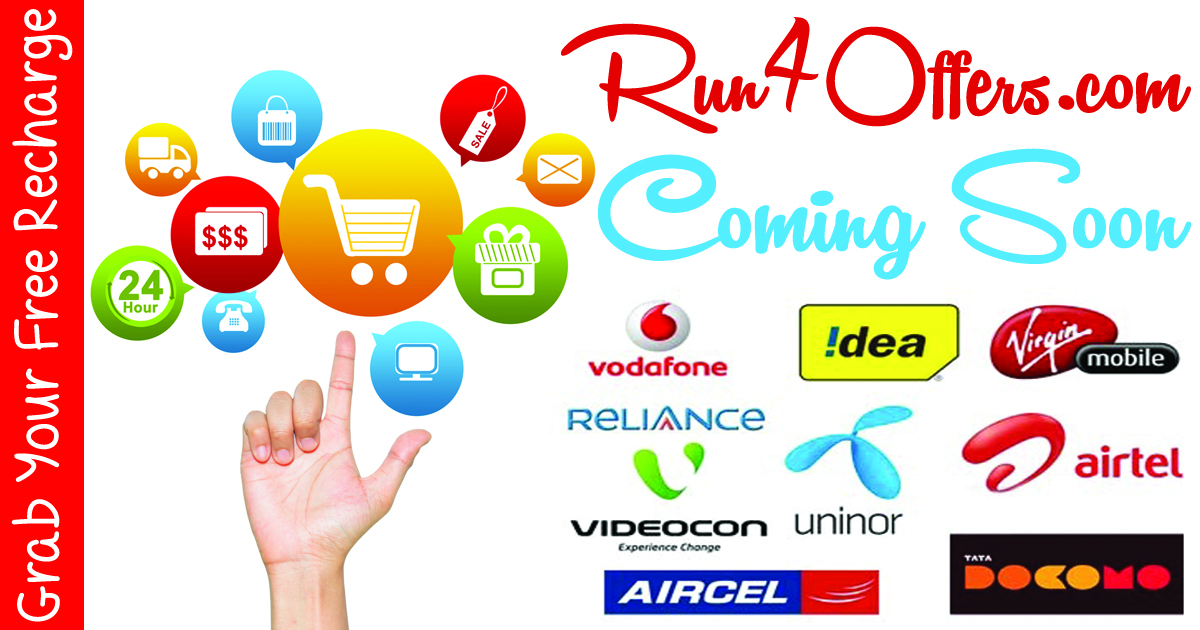 Grab Your Free Recharge
Run4Offers.com
Coming Soon
SALE
$$$
24
Hour
vodafone
!dea
Virgin
mobile
RELIANCE
airtel
VIDEOCON
Experience Change
uninor
AIRCEL
TATA
DOCOMO